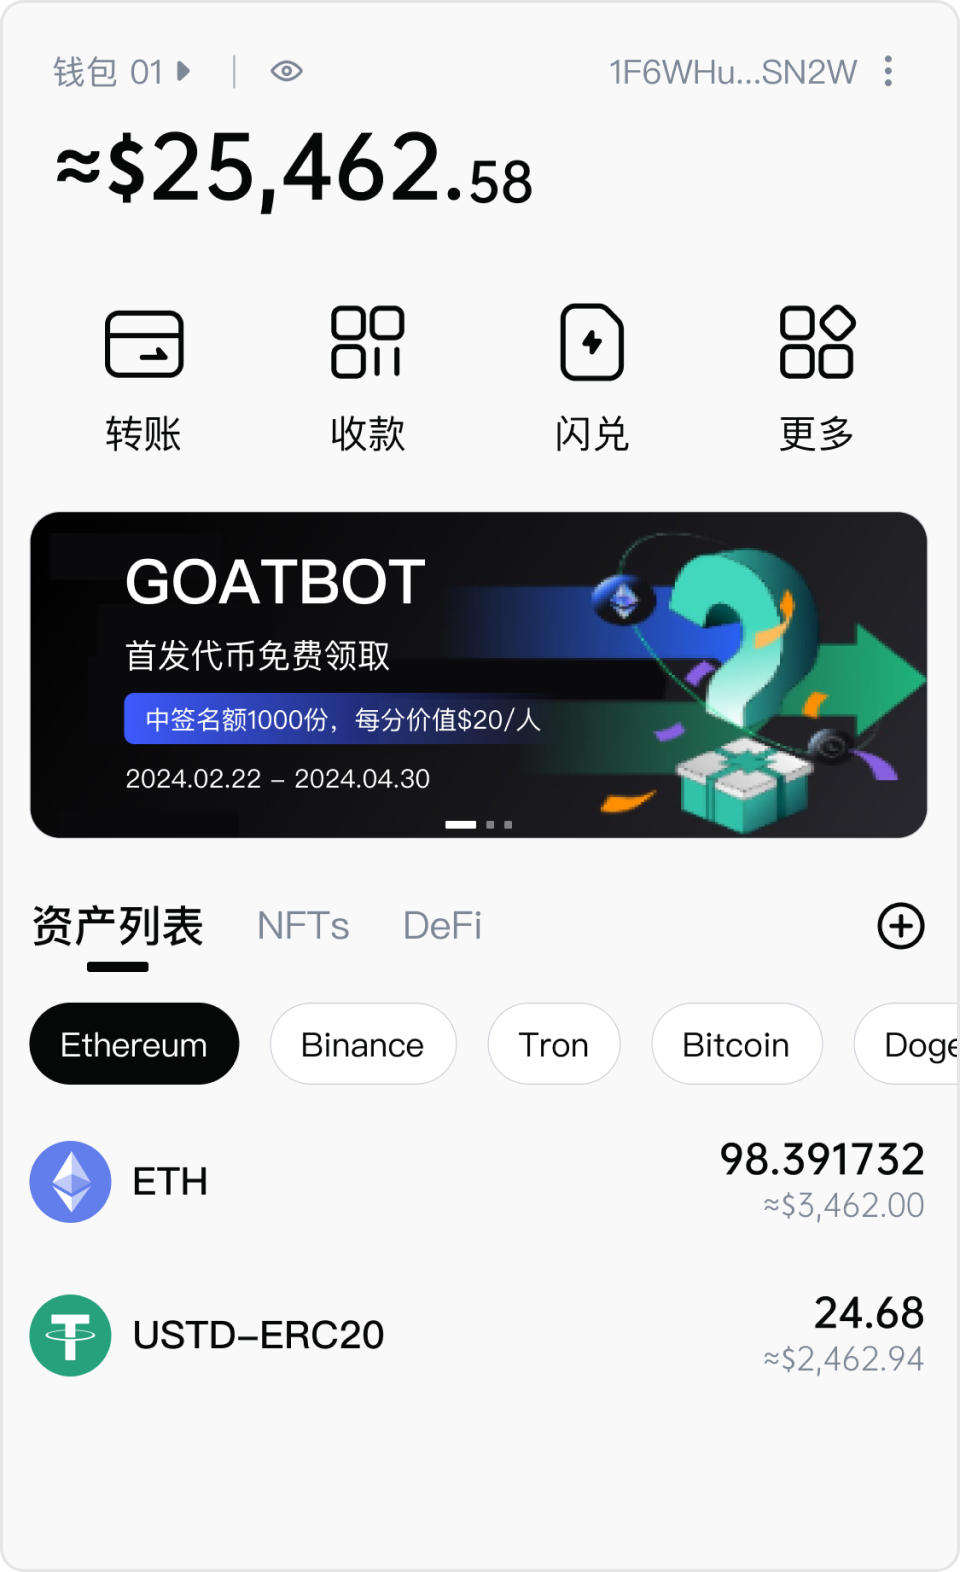 钱包 01
1F6WHu...SN2W
≈$25,462.58
转账 收款 闪兑 更多
GOATBOT
首发代币免费领取
中签名额1000份，每分价值$20/人
2024.02.22 – 2024.04.30
资产列表 NFTs DeFi
Ethereum Binance Tron Bitcoin Doge
ETH
98.391732
≈$3,462.00
USTD–ERC20
24.68
≈$2,462.94